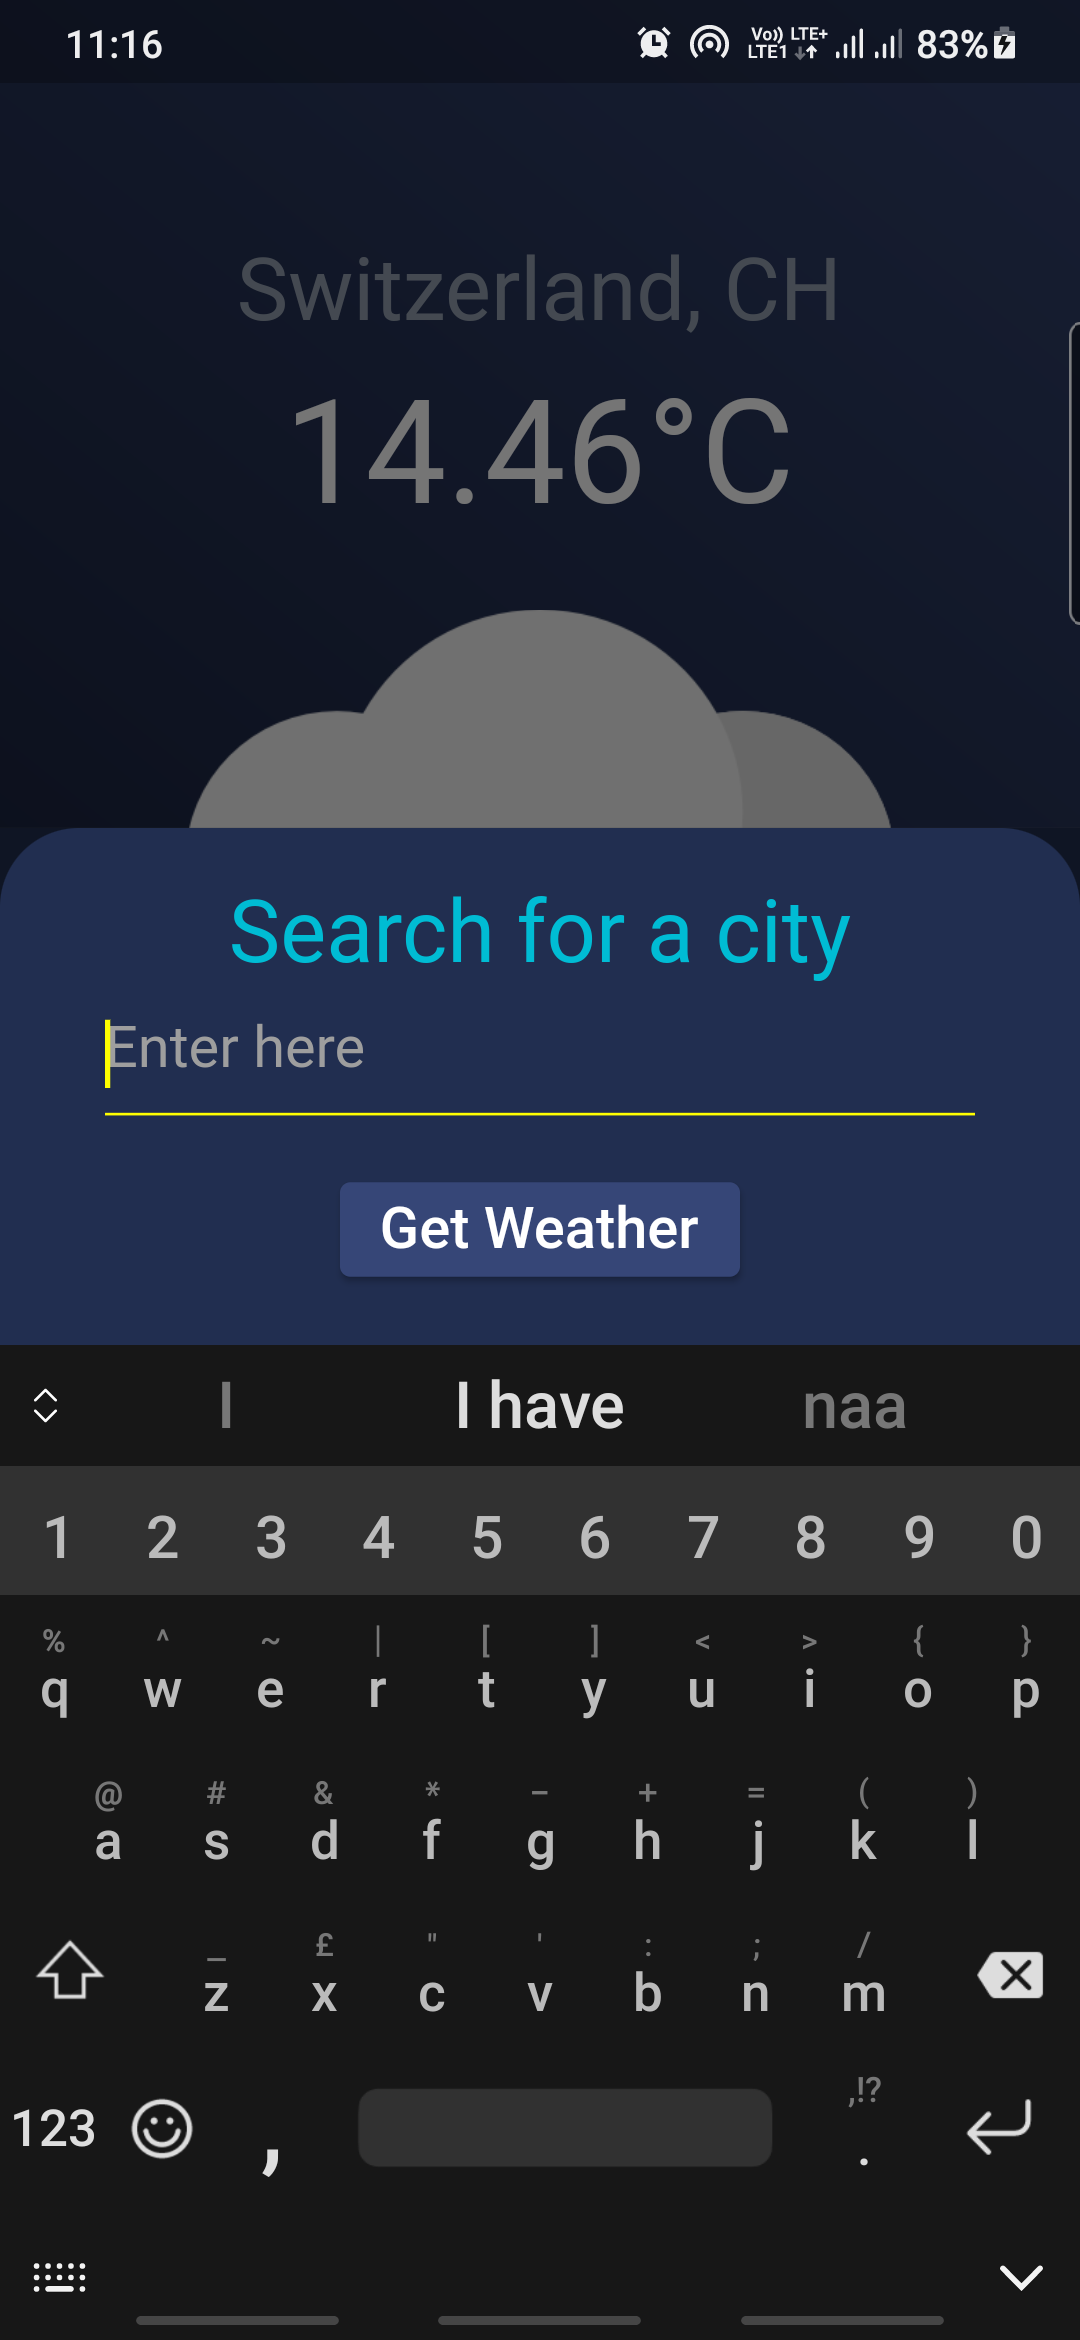 11:16 Vo)) LTE+ LTE1 83%
Switzerland, CH
14.46°C
Search for a city
Enter here
Get Weather
I I have naa
1 2 3 4 5 6 7 8 9 0
% ^ ~ | [ ] < > { }
q w e r t y u i o p
@ # & * - + = ( )
a s d f g h j k l
_ £ " ' : ; /
z x c v b n m
,!?
123 , .